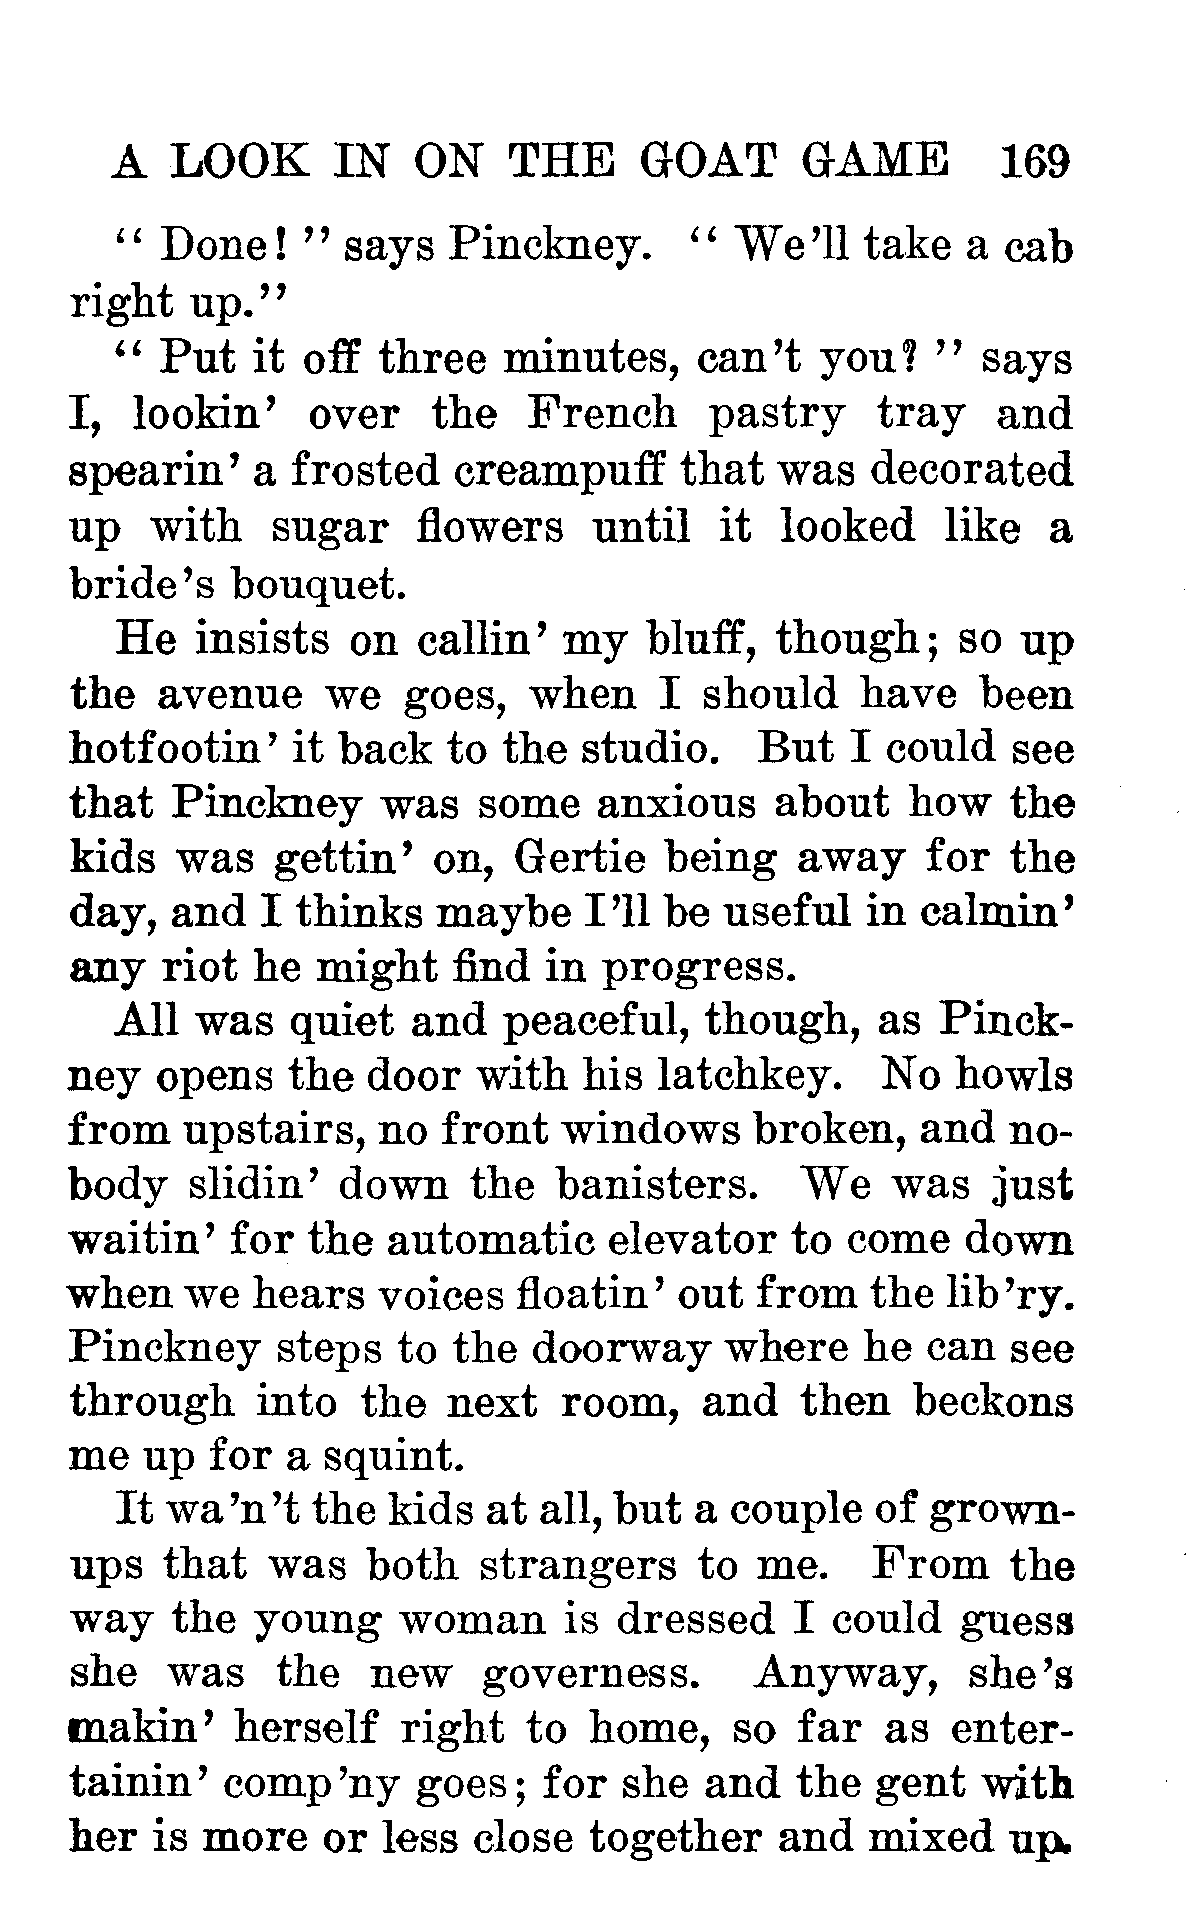 A LOOK IN ON THE GOAT GAME 169
“ Done! ” says Pinckney. “ We’ll take a cab
right up.”
“ Put it off three minutes, can’t you? ” says
I, lookin’ over the French pastry tray and
spearin’ a frosted creampuff that was decorated
up with sugar flowers until it looked like a
bride’s bouquet.
He insists on callin’ my bluff, though; so up
the avenue we goes, when I should have been
hotfootin’ it back to the studio. But I could see
that Pinckney was some anxious about how the
kids was gettin’ on, Gertie being away for the
day, and I thinks maybe I’ll be useful in calmin’
any riot he might find in progress.
All was quiet and peaceful, though, as Pinck-
ney opens the door with his latchkey. No howls
from upstairs, no front windows broken, and no-
body slidin’ down the banisters. We was just
waitin’ for the automatic elevator to come down
when we hears voices floatin’ out from the lib’ry.
Pinckney steps to the doorway where he can see
through into the next room, and then beckons
me up for a squint.
It wa’n’t the kids at all, but a couple of grown-
ups that was both strangers to me. From the
way the young woman is dressed I could guess
she was the new governess. Anyway, she’s
makin’ herself right to home, so far as enter-
tainin’ comp’ny goes; for she and the gent with
her is more or less close together and mixed up.